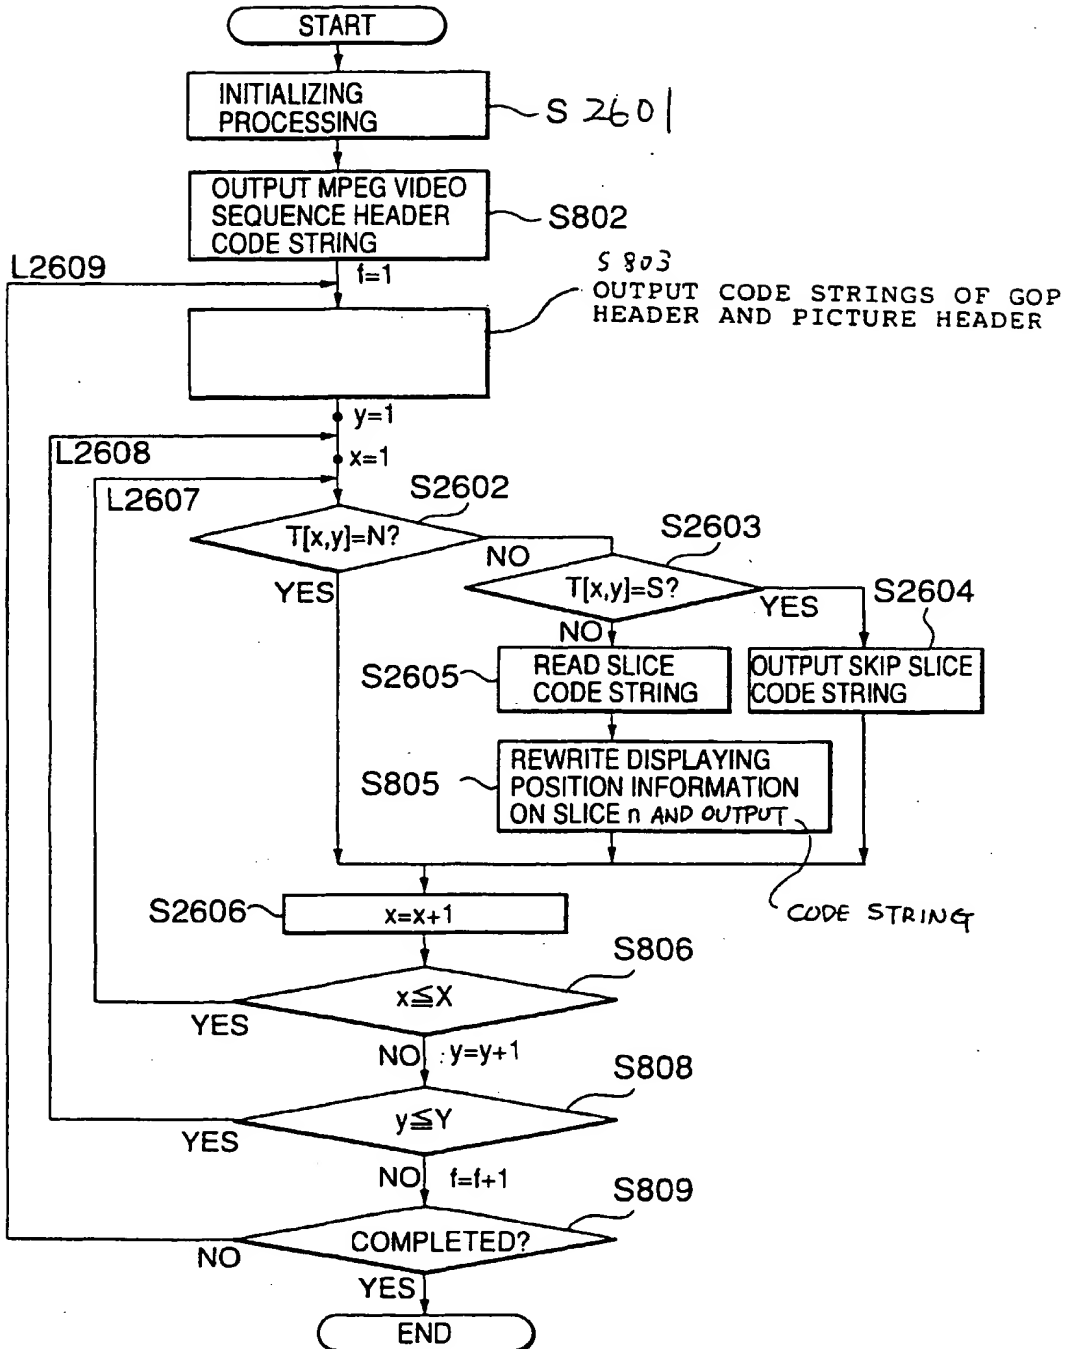 START
INITIALIZING
PROCESSING
S 2601
OUTPUT MPEG VIDEO
SEQUENCE HEADER
CODE STRING
S802
L2609
f=1
S803
OUTPUT CODE STRINGS OF GOP
HEADER AND PICTURE HEADER
y=1
L2608
x=1
L2607
S2602
T[x,y]=N?
NO
YES
S2603
T[x,y]=S?
YES
NO
S2604
OUTPUT SKIP SLICE
CODE STRING
S2605
READ SLICE
CODE STRING
S805
REWRITE DISPLAYING
POSITION INFORMATION
ON SLICE n AND OUTPUT
CODE STRING
S2606
x=x+1
S806
x≦X
YES
NO
y=y+1
S808
y≦Y
YES
NO
f=f+1
S809
COMPLETED?
NO
YES
END